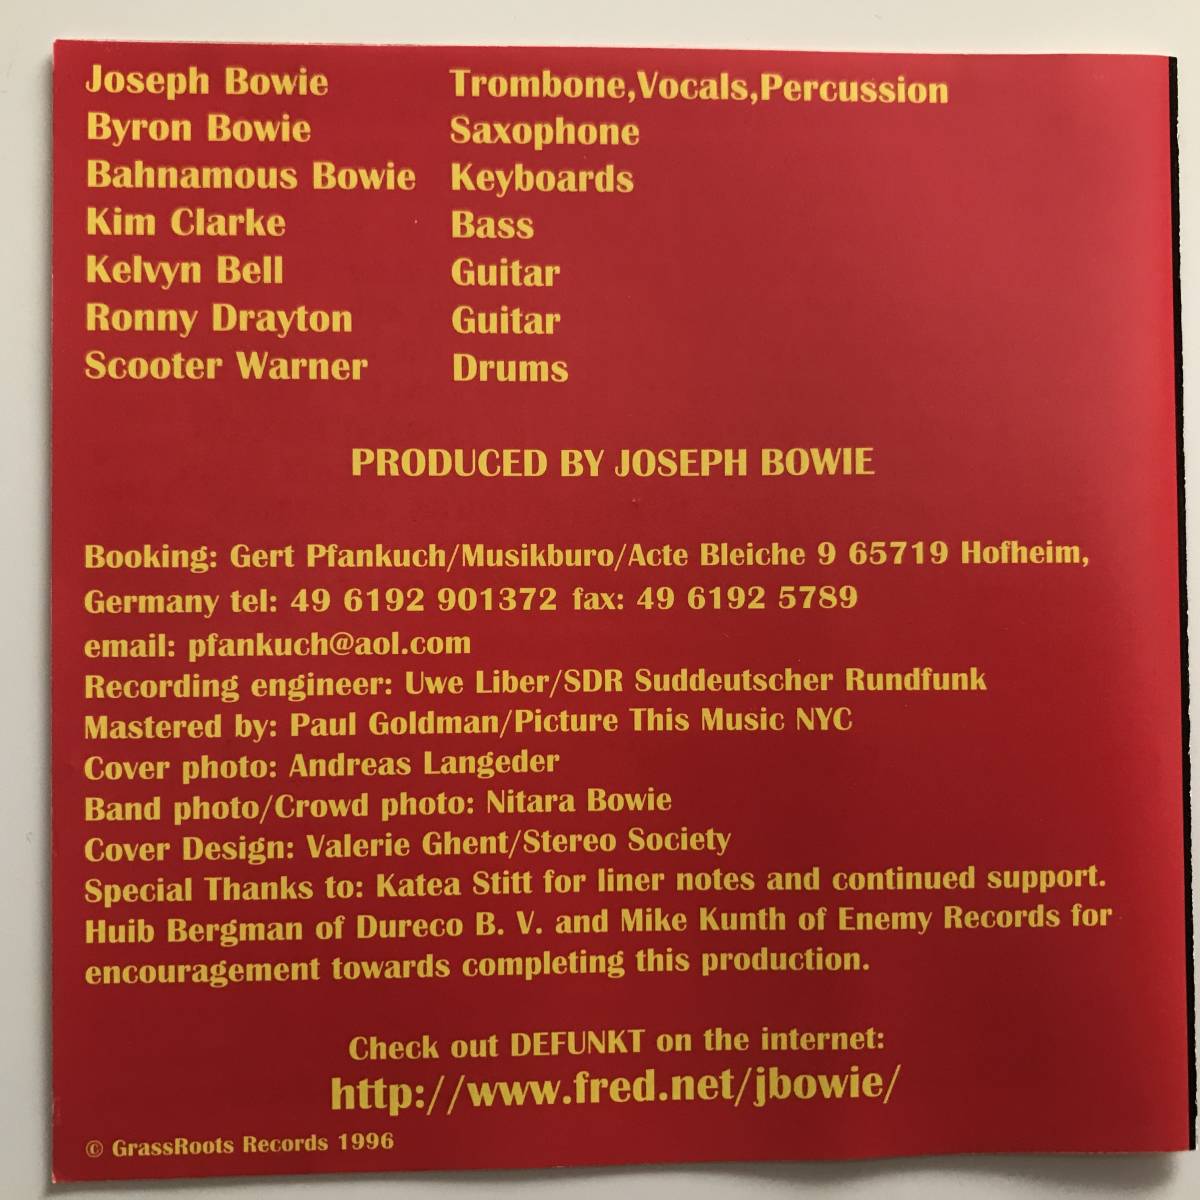 Joseph Bowie Trombone,Vocals,Percussion
Byron Bowie Saxophone
Bahnamous Bowie Keyboards
Kim Clarke Bass
Kelvyn Bell Guitar
Ronny Drayton Guitar
Scooter Warner Drums
PRODUCED BY JOSEPH BOWIE
Booking: Gert Pfankuch/Musikburo/Acte Bleiche 9 65719 Hofheim,
Germany tel: 49 6192 901372 fax: 49 6192 5789
email: pfankuch@aol.com
Recording engineer: Uwe Liber/SDR Suddeutscher Rundfunk
Mastered by: Paul Goldman/Picture This Music NYC
Cover photo: Andreas Langeder
Band photo/Crowd photo: Nitara Bowie
Cover Design: Valerie Ghent/Stereo Society
Special Thanks to: Katea Stitt for liner notes and continued support.
Huib Bergman of Dureco B. V. and Mike Kunth of Enemy Records for
encouragement towards completing this production.
Check out DEFUNKT on the internet:
http://www.fred.net/jbowie/
© GrassRoots Records 1996